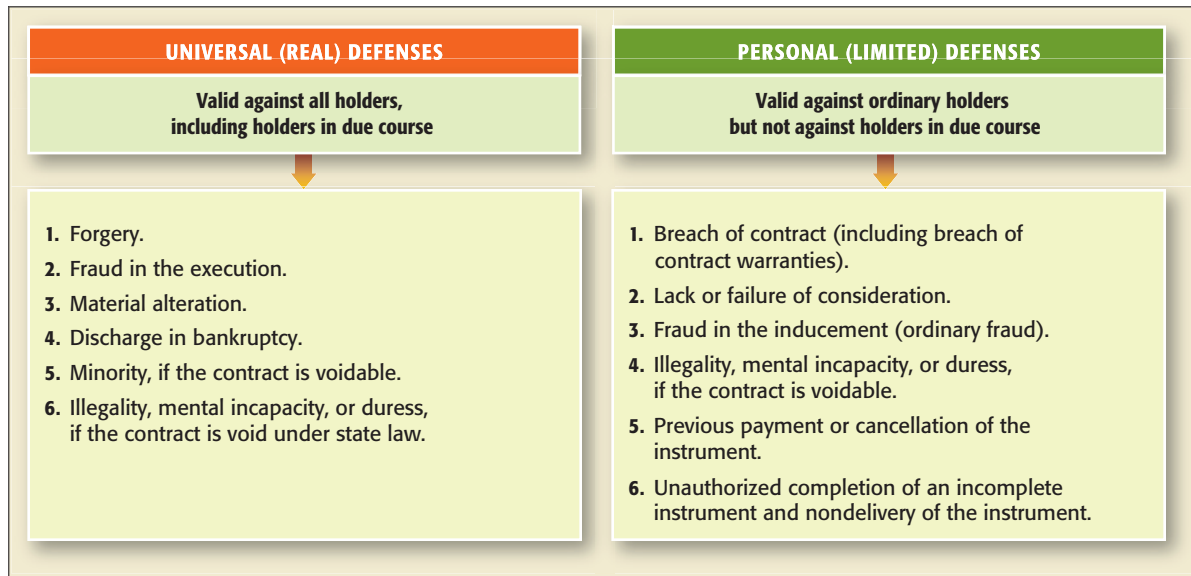 UNIVERSAL (REAL) DEFENSES
Valid against all holders,
including holders in due course
1. Forgery.
2. Fraud in the execution.
3. Material alteration.
4. Discharge in bankruptcy.
5. Minority, if the contract is voidable.
6. Illegality, mental incapacity, or duress,
if the contract is void under state law.
PERSONAL (LIMITED) DEFENSES
Valid against ordinary holders
but not against holders in due course
1. Breach of contract (including breach of
contract warranties).
2. Lack or failure of consideration.
3. Fraud in the inducement (ordinary fraud).
4. Illegality, mental incapacity, or duress,
if the contract is voidable.
5. Previous payment or cancellation of the
instrument.
6. Unauthorized completion of an incomplete
instrument and nondelivery of the instrument.